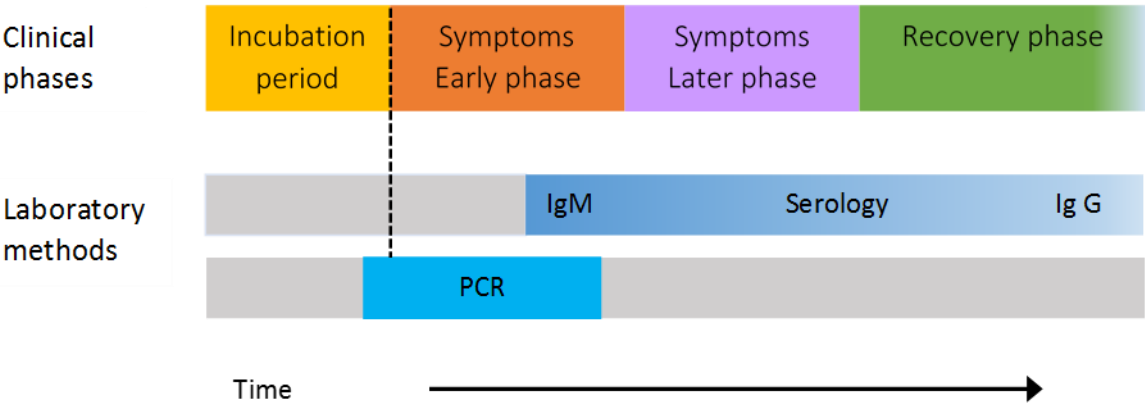 Clinical
phases
Incubation
period
Symptoms
Early phase
Symptoms
Later phase
Recovery phase
Laboratory
methods
IgM
Serology
Ig G
PCR
Time